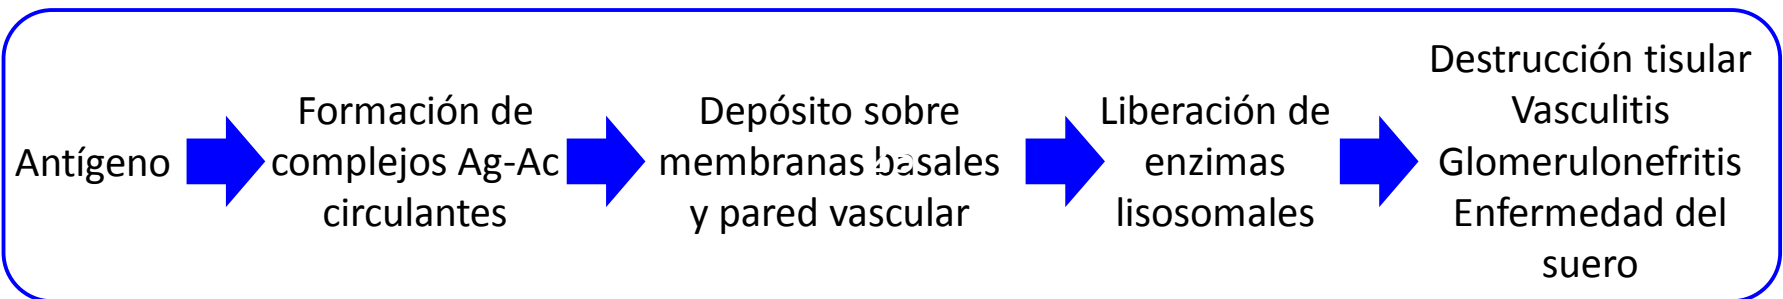 Antígeno
Formación de
complejos Ag-Ac
circulantes
Depósito sobre
membranas basales
y pared vascular
Liberación de
enzimas
lisosomales
Destrucción tisular
Vasculitis
Glomerulonefritis
Enfermedad del
suero